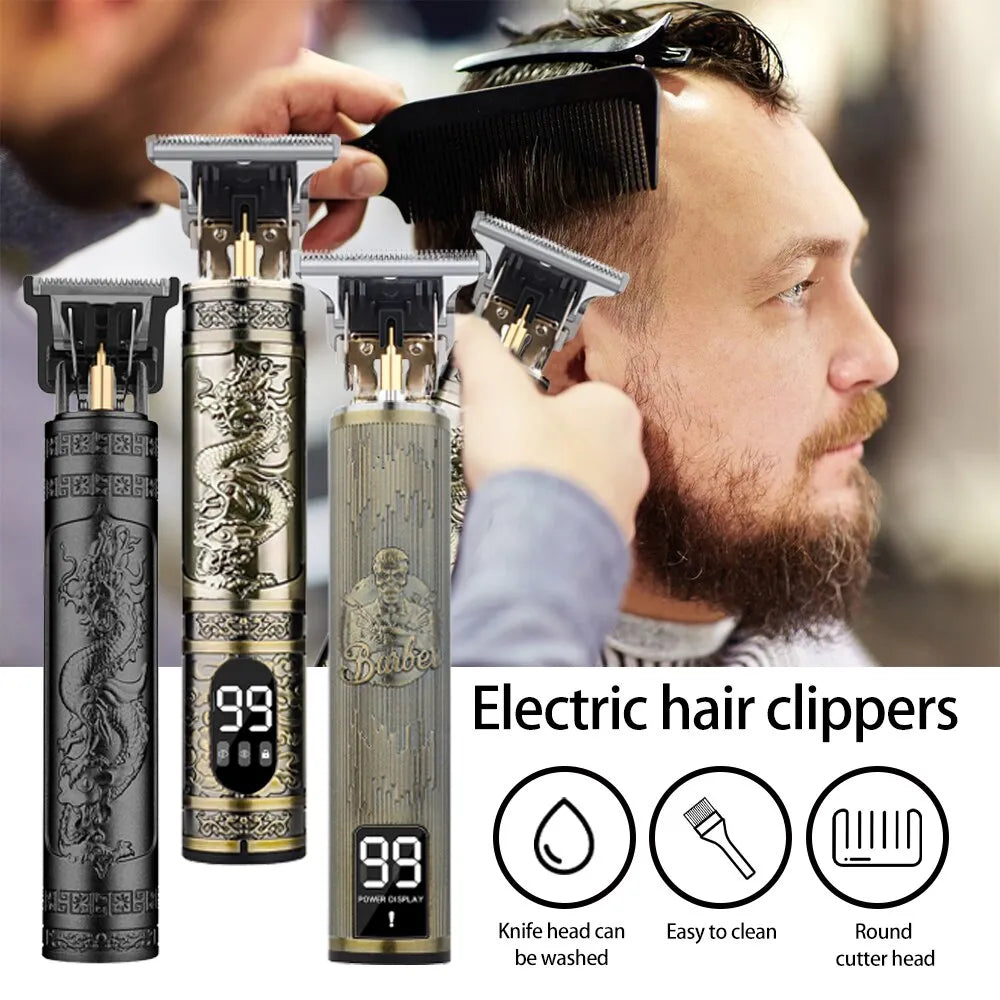 Barber
99
99
POWER DISPLAY
!
Electric hair clippers
Knife head can
be washed
Easy to clean
Round
cutter head